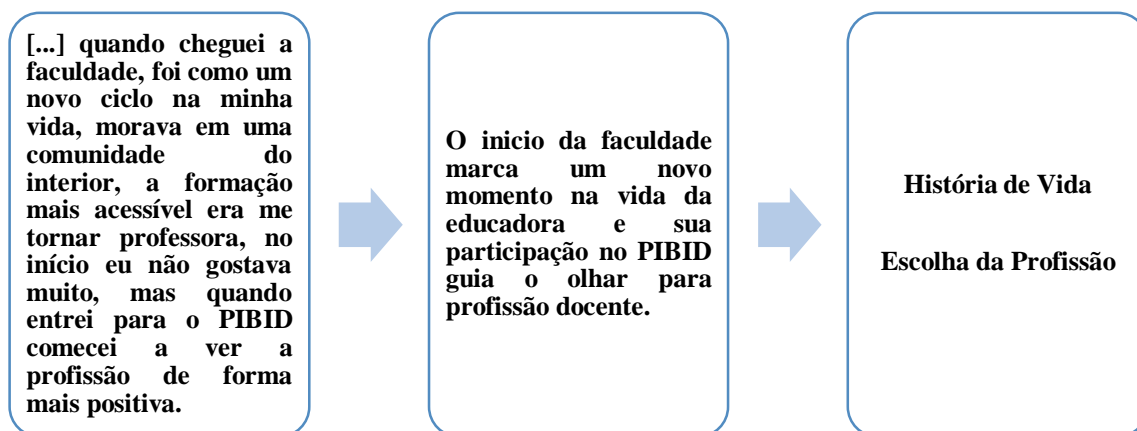 [...] quando cheguei a
faculdade, foi como um
novo ciclo na minha
vida, morava em uma
comunidade do
interior, a formação
mais acessível era me
tornar professora, no
início eu não gostava
muito, mas quando
entrei para o PIBID
comecei a ver a
profissão de forma
mais positiva.
O inicio da faculdade
marca um novo
momento na vida da
educadora e sua
participação no PIBID
guia o olhar para
profissão docente.
História de Vida
Escolha da Profissão